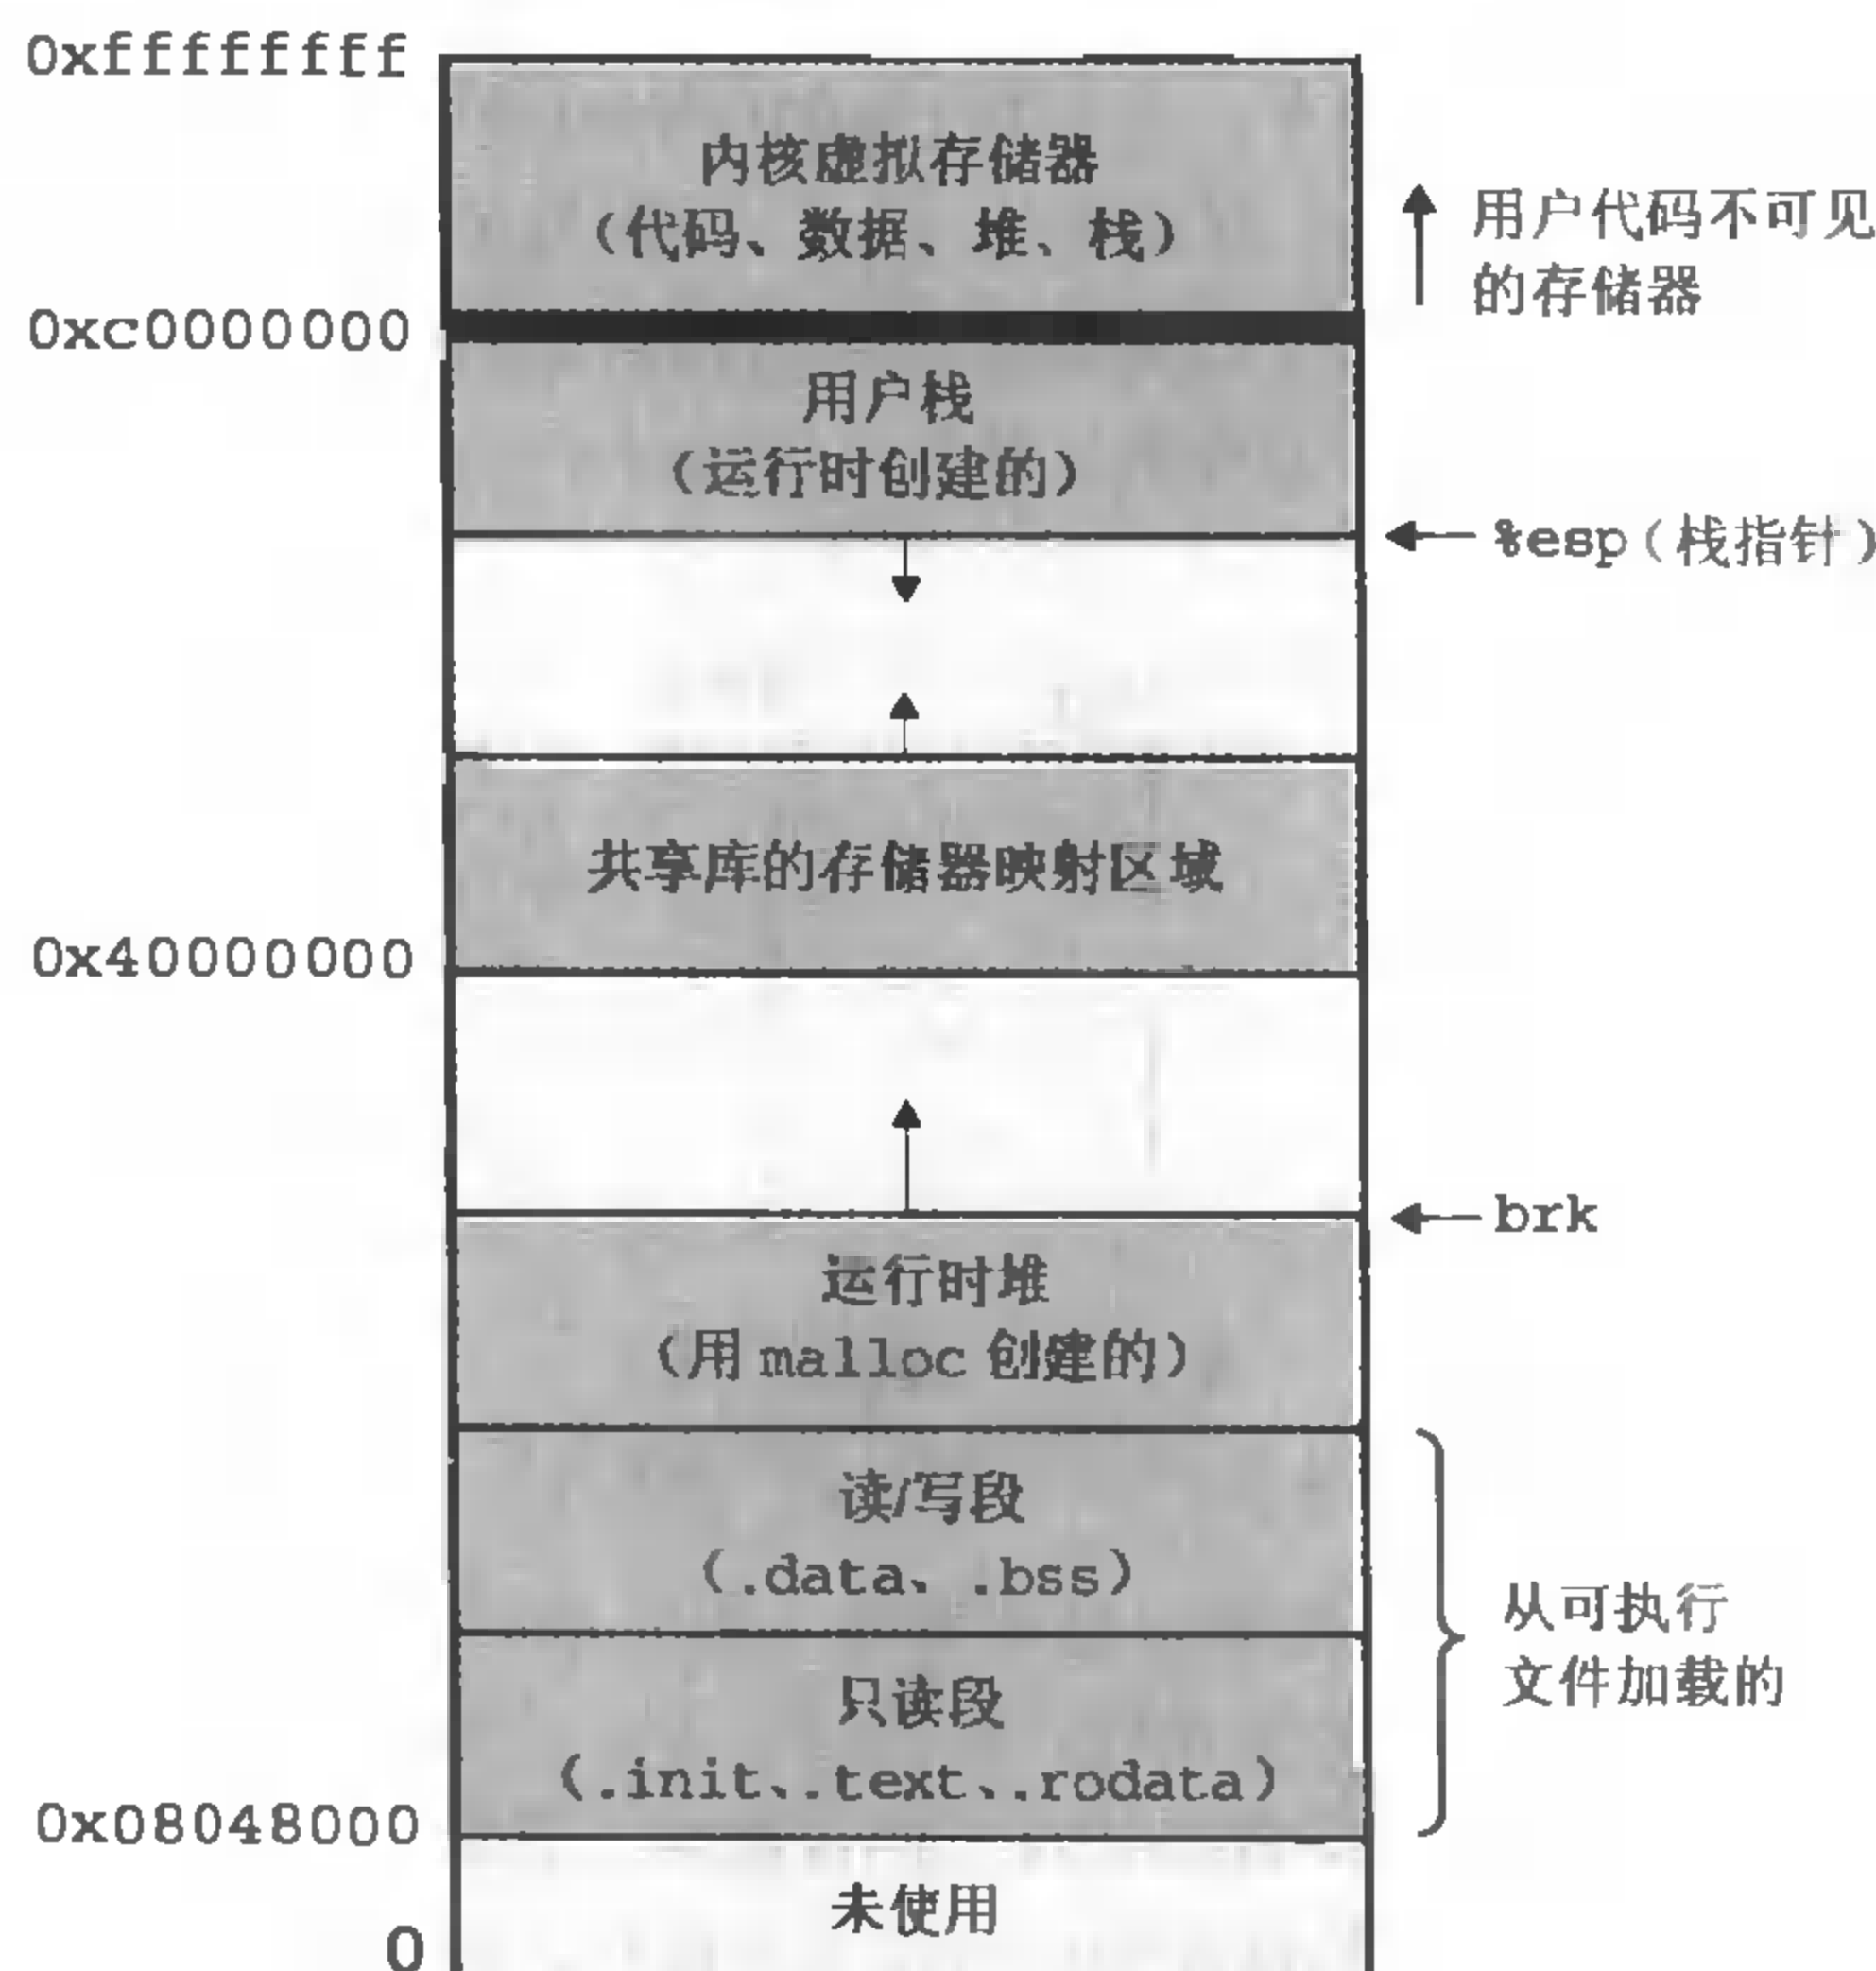 0xffffffff
内核虚拟存储器
(代码、数据、堆、栈)
用户代码不可见
的存储器
0xc0000000
用户栈
(运行时创建的)
%esp(栈指针)
共享库的存储器映射区域
0x40000000
brk
运行时堆
(用 malloc 创建的)
读/写段
(.data、.bss)
从可执行
文件加载的
只读段
(.init、.text、.rodata)
0x08048000
未使用
0